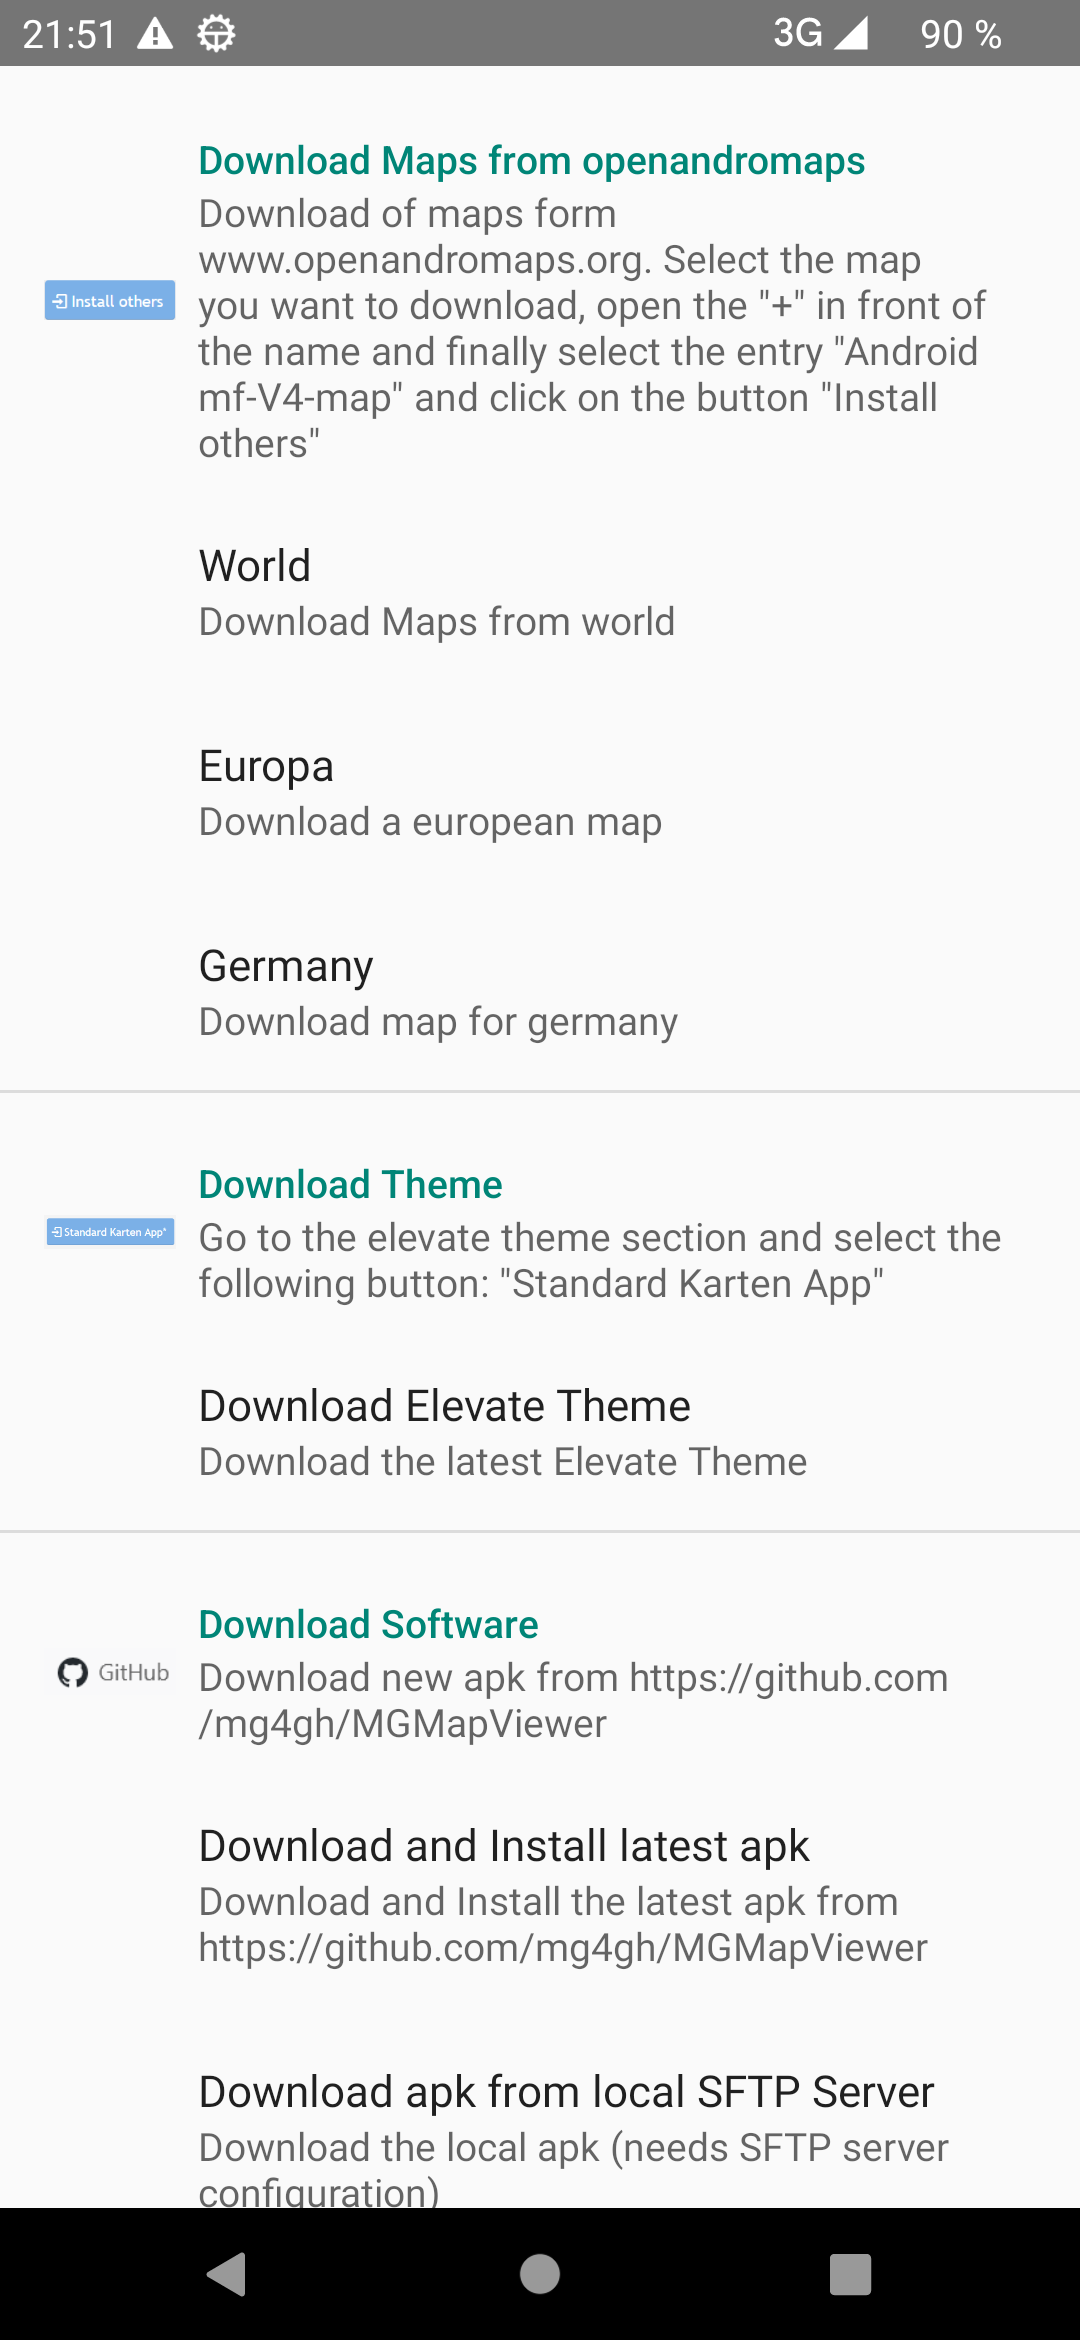 21:51
3G
90 %
Download Maps from openandromaps
Download of maps form
www.openandromaps.org. Select the map
you want to download, open the "+" in front of
the name and finally select the entry "Android
mf-V4-map" and click on the button "Install
others"
Install others
World
Download Maps from world
Europa
Download a european map
Germany
Download map for germany
Download Theme
Standard Karten App*
Go to the elevate theme section and select the
following button: "Standard Karten App"
Download Elevate Theme
Download the latest Elevate Theme
Download Software
GitHub
Download new apk from https://github.com
/mg4gh/MGMapViewer
Download and Install latest apk
Download and Install the latest apk from
https://github.com/mg4gh/MGMapViewer
Download apk from local SFTP Server
Download the local apk (needs SFTP server
configuration)